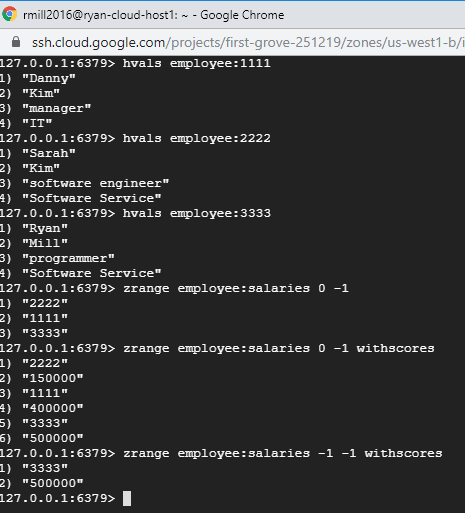 rmill2016@ryan-cloud-host1: ~ - Google Chrome
ssh.cloud.google.com/projects/first-grove-251219/zones/us-west1-b/i
127.0.0.1:6379> hvals employee:1111
1) "Danny"
2) "Kim"
3) "manager"
4) "IT"
127.0.0.1:6379> hvals employee:2222
1) "Sarah"
2) "Kim"
3) "software engineer"
4) "Software Service"
127.0.0.1:6379> hvals employee:3333
1) "Ryan"
2) "Mill"
3) "programmer"
4) "Software Service"
127.0.0.1:6379> zrange employee:salaries 0 -1
1) "2222"
2) "1111"
3) "3333"
127.0.0.1:6379> zrange employee:salaries 0 -1 withscores
1) "2222"
2) "150000"
3) "1111"
4) "400000"
5) "3333"
6) "500000"
127.0.0.1:6379> zrange employee:salaries -1 -1 withscores
1) "3333"
2) "500000"
127.0.0.1:6379>